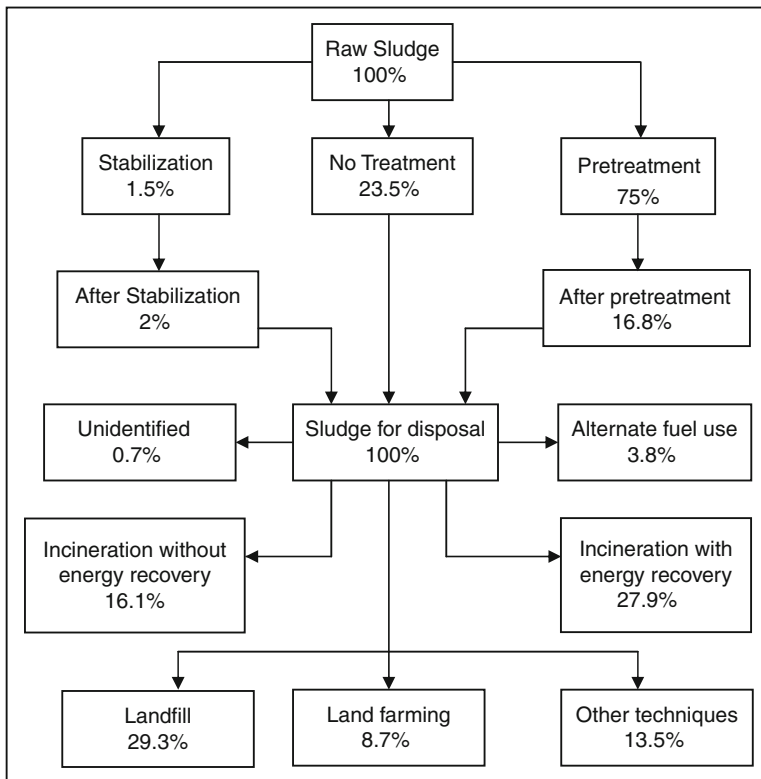 Raw Sludge
100%
Stabilization
1.5%
No Treatment
23.5%
Pretreatment
75%
After Stabilization
2%
After pretreatment
16.8%
Unidentified
0.7%
Sludge for disposal
100%
Alternate fuel use
3.8%
Incineration without
energy recovery
16.1%
Incineration with
energy recovery
27.9%
Landfill
29.3%
Land farming
8.7%
Other techniques
13.5%